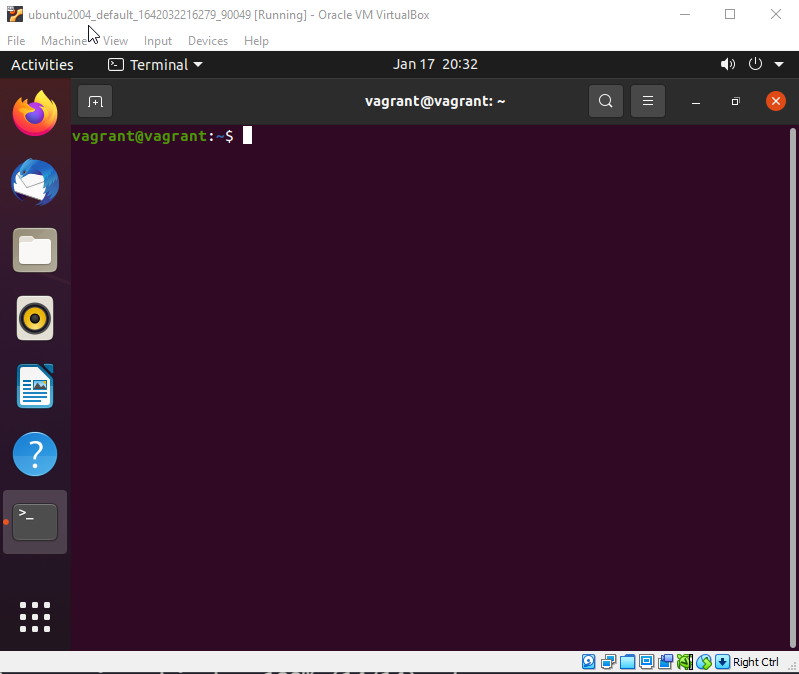 ubuntu2004_default_1642032216279_90049 [Running] - Oracle VM VirtualBox
File Machine View Input Devices Help
Activities Terminal Jan 17 20:32
vagrant@vagrant: ~
vagrant@vagrant:~$
?
>_
Right Ctrl